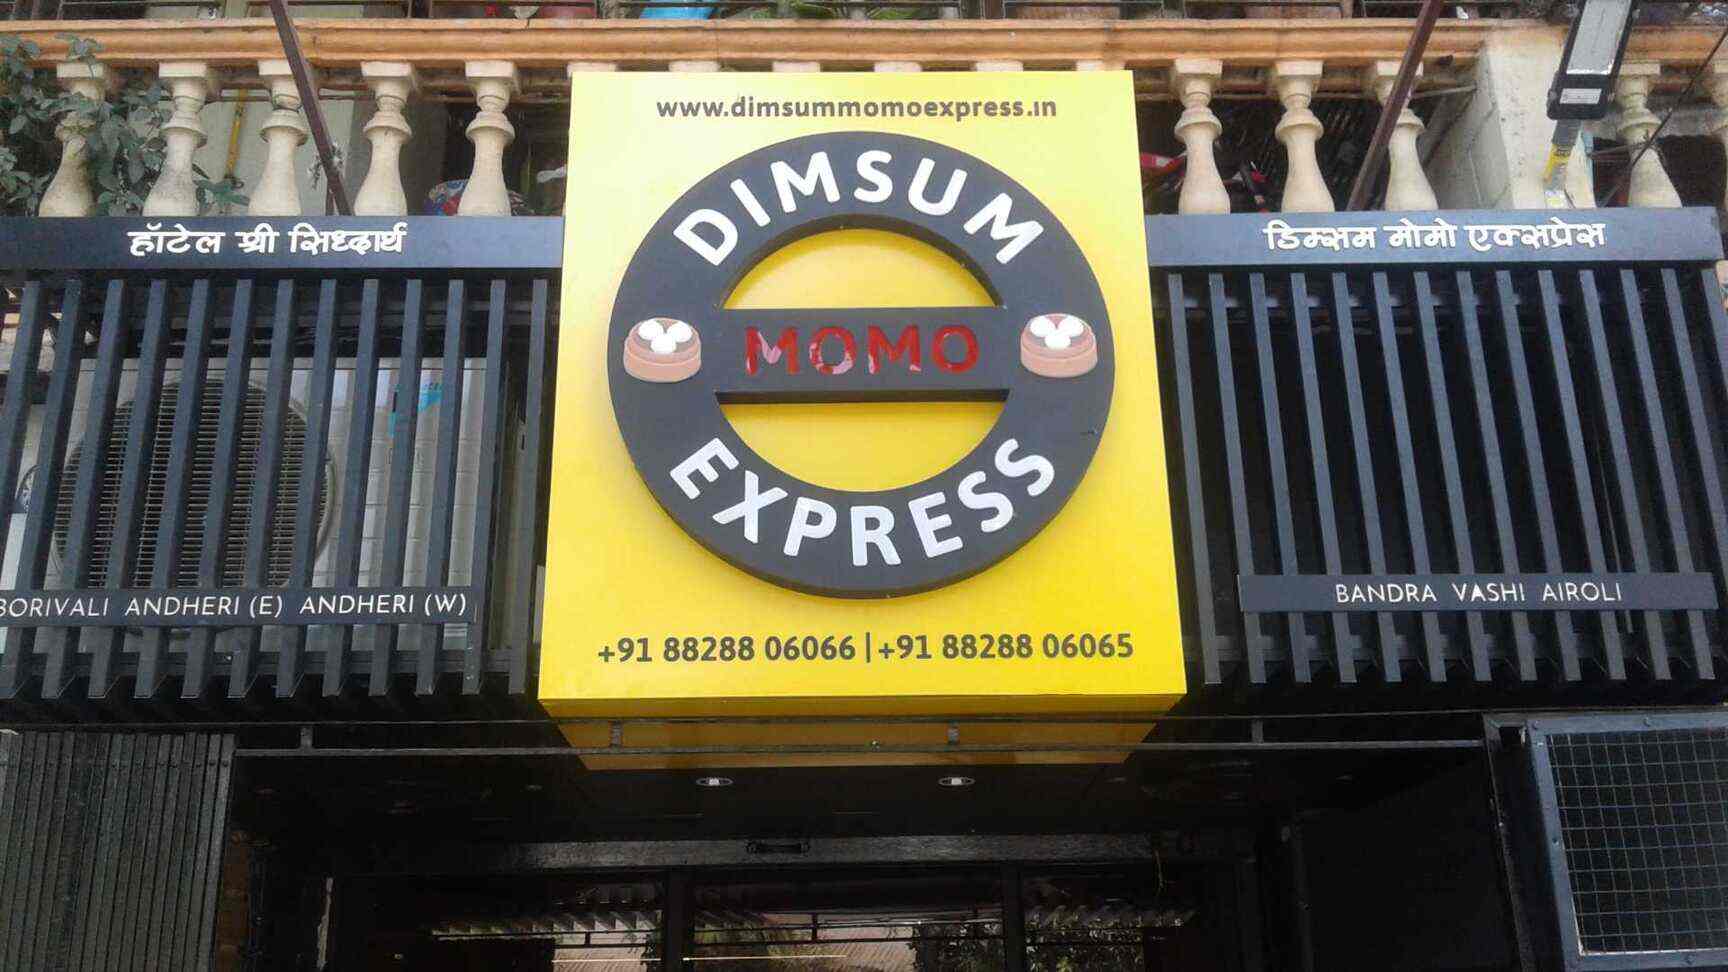 www.dimsummomoexpress.in
हॉटेल श्री सिध्दार्थ
डिम्सम मोमो एक्सप्रेस
DIMSUM
MOMO
EXPRESS
BORIVALI ANDHERI (E) ANDHERI (W)
BANDRA VASHI AIROLI
+91 88288 06066 | +91 88288 06065